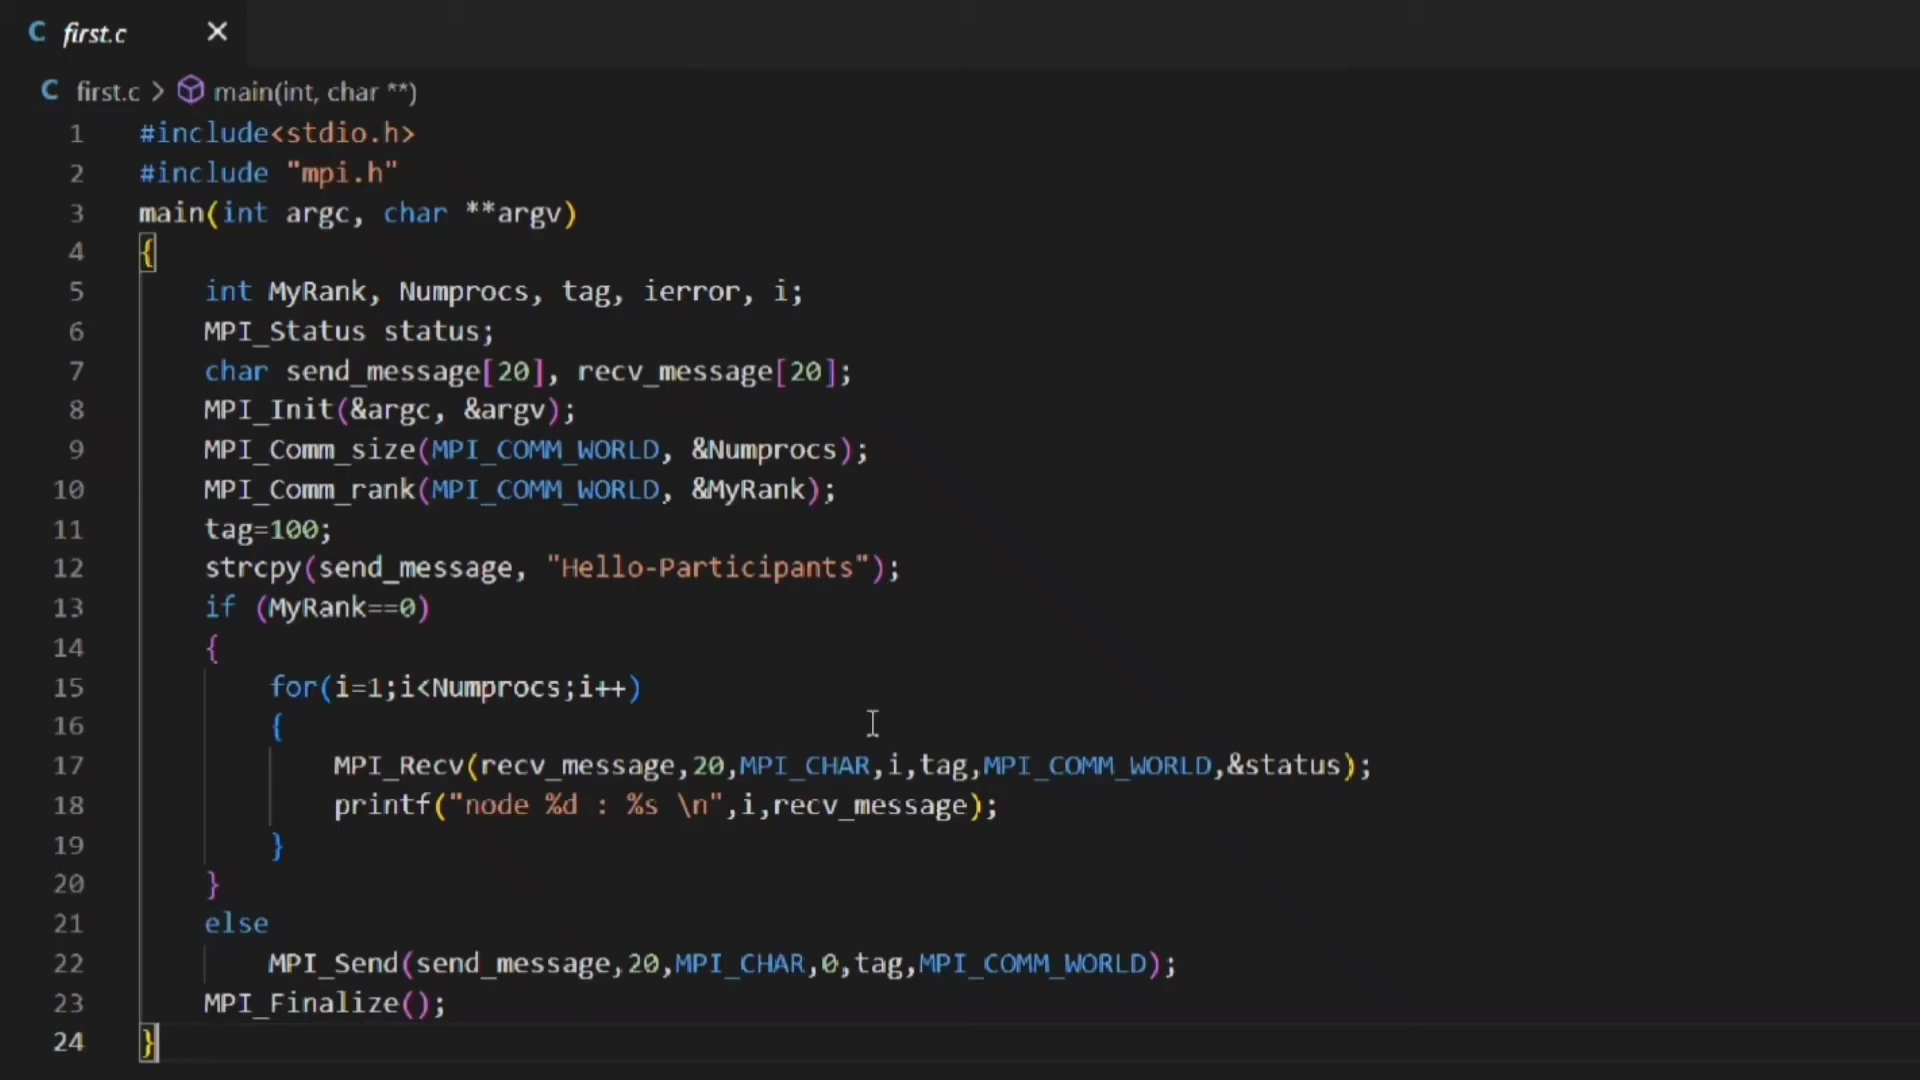 C first.c ×
C first.c > main(int, char **)
1 #include<stdio.h>
2 #include "mpi.h"
3 main(int argc, char **argv)
4 {
5 int MyRank, Numprocs, tag, ierror, i;
6 MPI_Status status;
7 char send_message[20], recv_message[20];
8 MPI_Init(&argc, &argv);
9 MPI_Comm_size(MPI_COMM_WORLD, &Numprocs);
10 MPI_Comm_rank(MPI_COMM_WORLD, &MyRank);
11 tag=100;
12 strcpy(send_message, "Hello-Participants");
13 if (MyRank==0)
14 {
15 for(i=1;i<Numprocs;i++)
16 {
17 MPI_Recv(recv_message,20,MPI_CHAR,i,tag,MPI_COMM_WORLD,&status);
18 printf("node %d : %s \n",i,recv_message);
19 }
20 }
21 else
22 MPI_Send(send_message,20,MPI_CHAR,0,tag,MPI_COMM_WORLD);
23 MPI_Finalize();
24 }